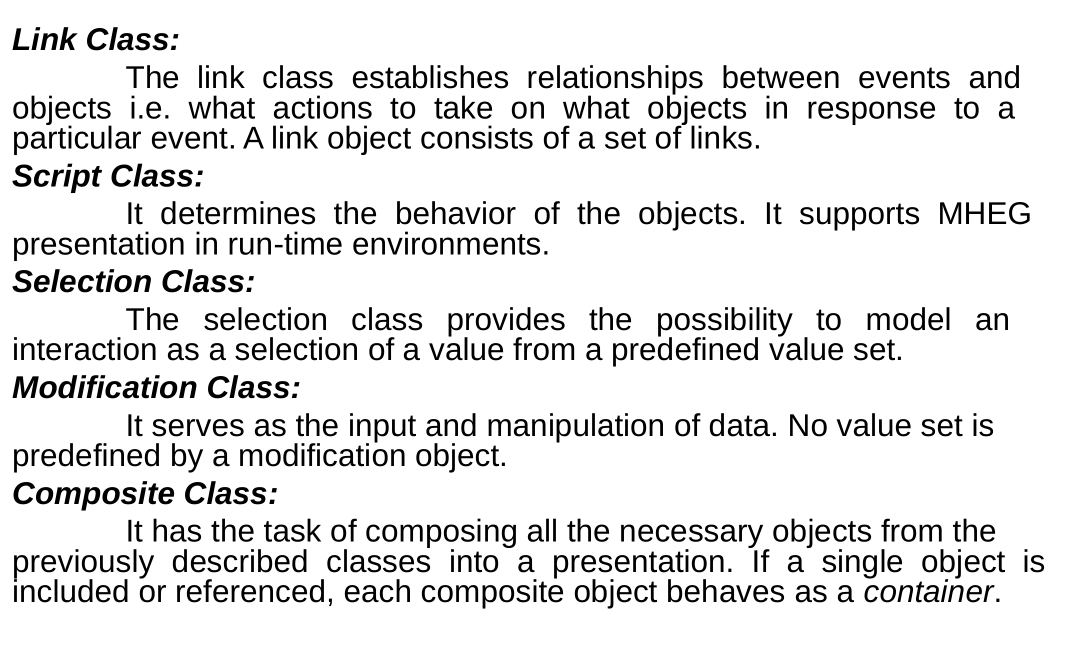 Link Class:
The link class establishes relationships between events and
objects i.e. what actions to take on what objects in response to a
particular event. A link object consists of a set of links.
Script Class:
It determines the behavior of the objects. It supports MHEG
presentation in run-time environments.
Selection Class:
The selection class provides the possibility to model an
interaction as a selection of a value from a predefined value set.
Modification Class:
It serves as the input and manipulation of data. No value set is
predefined by a modification object.
Composite Class:
It has the task of composing all the necessary objects from the
previously described classes into a presentation. If a single object is
included or referenced, each composite object behaves as a container.